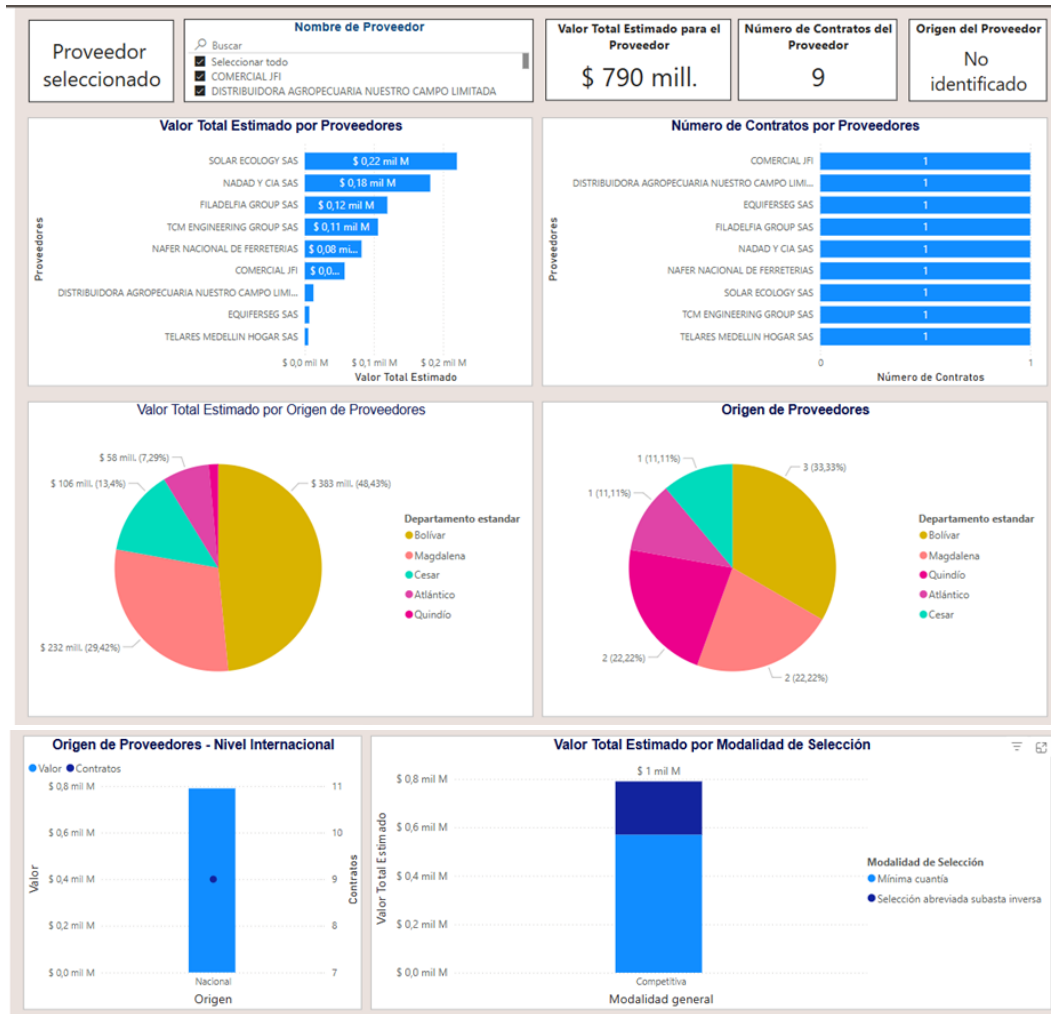 Proveedor
seleccionado
Nombre de Proveedor
Buscar
Seleccionar todo
COMERCIAL JFI
DISTRIBUIDORA AGROPECUARIA NUESTRO CAMPO LIMITADA
Valor Total Estimado para el
Proveedor
$ 790 mill.
Número de Contratos del
Proveedor
9
Origen del Proveedor
No
identificado
Valor Total Estimado por Proveedores
Proveedores
SOLAR ECOLOGY SAS
$ 0,22 mil M
NADAD Y CIA SAS
$ 0,18 mil M
FILADELFIA GROUP SAS
$ 0,12 mil M
TCM ENGINEERING GROUP SAS
$ 0,11 mil M
NAFER NACIONAL DE FERRETERIAS
$ 0,08 mi...
COMERCIAL JFI
$ 0,0...
DISTRIBUIDORA AGROPECUARIA NUESTRO CAMPO LIMI...
EQUIFERSEG SAS
TELARES MEDELLIN HOGAR SAS
$ 0,0 mil M
$ 0,1 mil M
$ 0,2 mil M
Valor Total Estimado
Número de Contratos por Proveedores
Proveedores
COMERCIAL JFI
1
DISTRIBUIDORA AGROPECUARIA NUESTRO CAMPO LIMI...
1
EQUIFERSEG SAS
1
FILADELFIA GROUP SAS
1
NADAD Y CIA SAS
1
NAFER NACIONAL DE FERRETERIAS
1
SOLAR ECOLOGY SAS
1
TCM ENGINEERING GROUP SAS
1
TELARES MEDELLIN HOGAR SAS
1
0
1
Número de Contratos
Valor Total Estimado por Origen de Proveedores
$ 58 mill. (7,29%)
$ 106 mill. (13,4%)
$ 383 mill. (48,43%)
$ 232 mill. (29,42%)
Departamento estandar
Bolívar
Magdalena
Cesar
Atlántico
Quindío
Origen de Proveedores
1 (11,11%)
3 (33,33%)
1 (11,11%)
2 (22,22%)
2 (22,22%)
Departamento estandar
Bolívar
Magdalena
Quindío
Atlántico
Cesar
Origen de Proveedores - Nivel Internacional
Valor
Contratos
$ 0,8 mil M
$ 0,6 mil M
$ 0,4 mil M
$ 0,2 mil M
$ 0,0 mil M
Valor
11
10
9
8
7
Contratos
Nacional
Origen
Valor Total Estimado por Modalidad de Selección
$ 1 mil M
$ 0,8 mil M
$ 0,6 mil M
$ 0,4 mil M
$ 0,2 mil M
$ 0,0 mil M
Valor Total Estimado
Competitiva
Modalidad general
Modalidad de Selección
Mínima cuantía
Selección abreviada subasta inversa